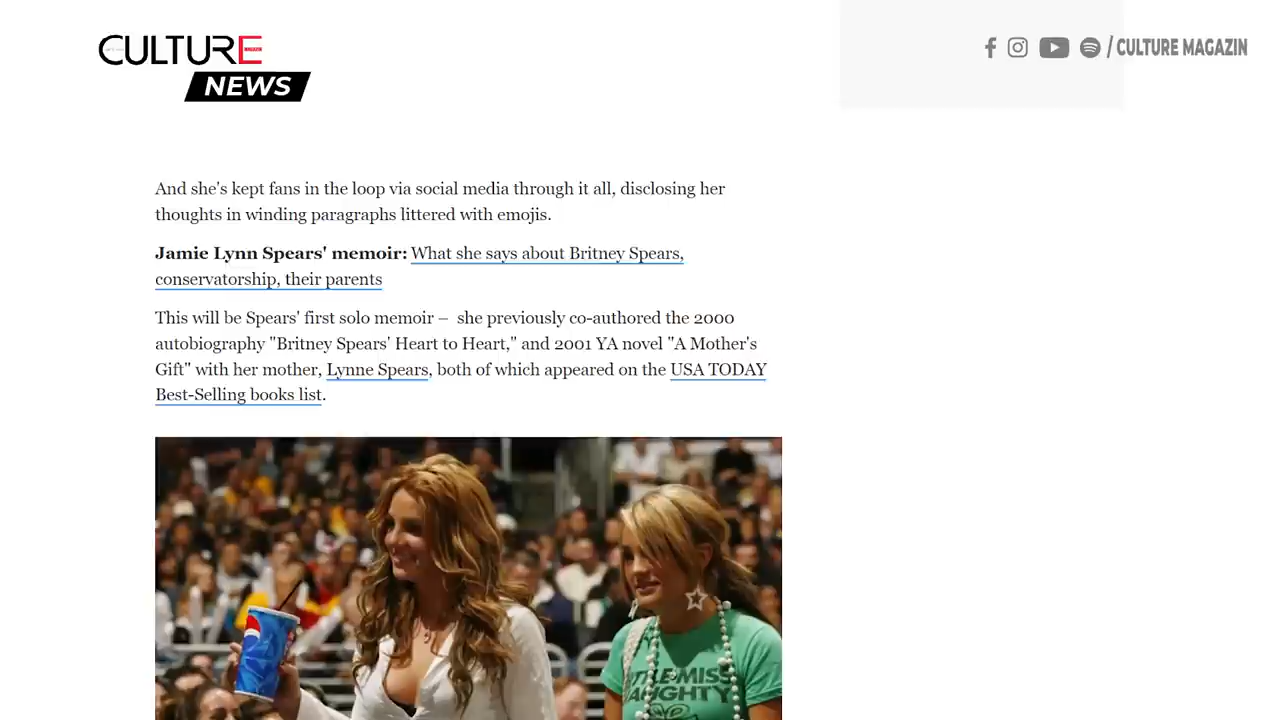 CULTURE
NEWS
/ CULTURE MAGAZIN
And she's kept fans in the loop via social media through it all, disclosing her
thoughts in winding paragraphs littered with emojis.
Jamie Lynn Spears' memoir: What she says about Britney Spears,
conservatorship, their parents
This will be Spears' first solo memoir – she previously co-authored the 2000
autobiography "Britney Spears' Heart to Heart," and 2001 YA novel "A Mother's
Gift" with her mother, Lynne Spears, both of which appeared on the USA TODAY
Best-Selling books list.
MISS